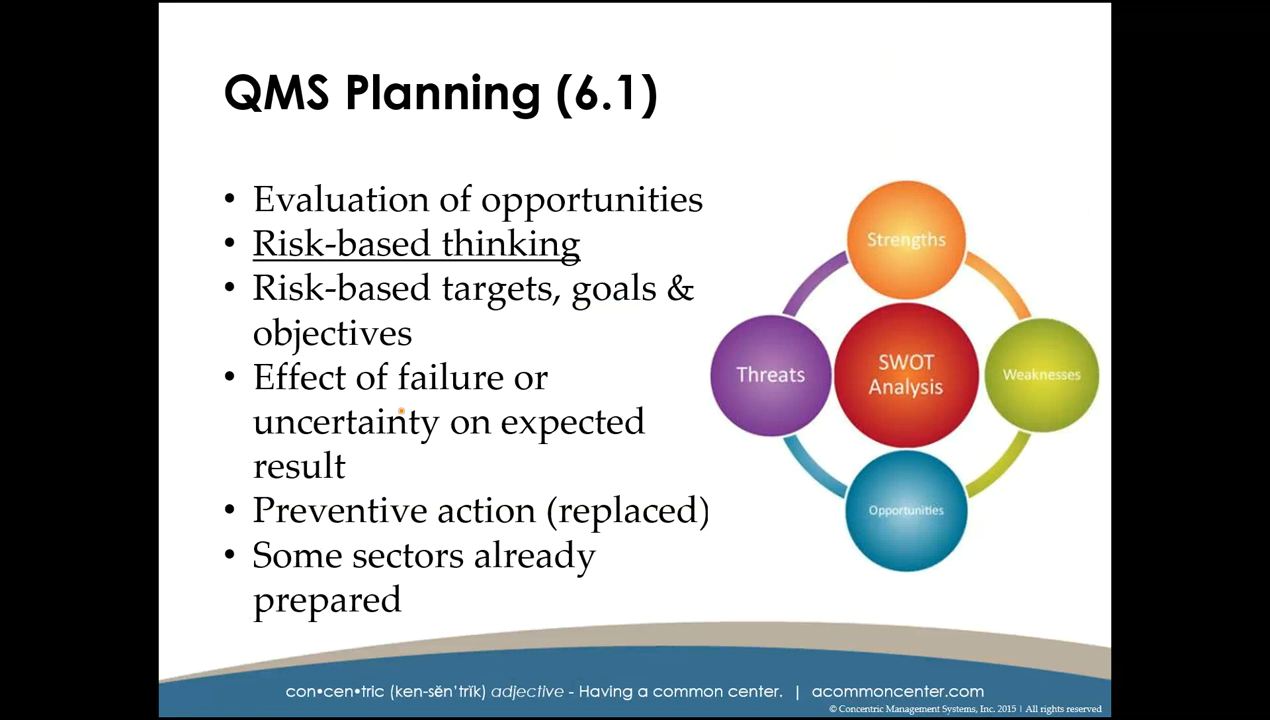 QMS Planning (6.1)
• Evaluation of opportunities
• Risk-based thinking
• Risk-based targets, goals &
objectives
• Effect of failure or
uncertainty on expected
result
• Preventive action (replaced)
• Some sectors already
prepared
Strengths
Threats
SWOT
Analysis
Weaknesses
Opportunities
con•cen•tric (ken-sĕn'trĭk) adjective - Having a common center. | acommoncenter.com
© Concentric Management Systems, Inc. 2015 | All rights reserved